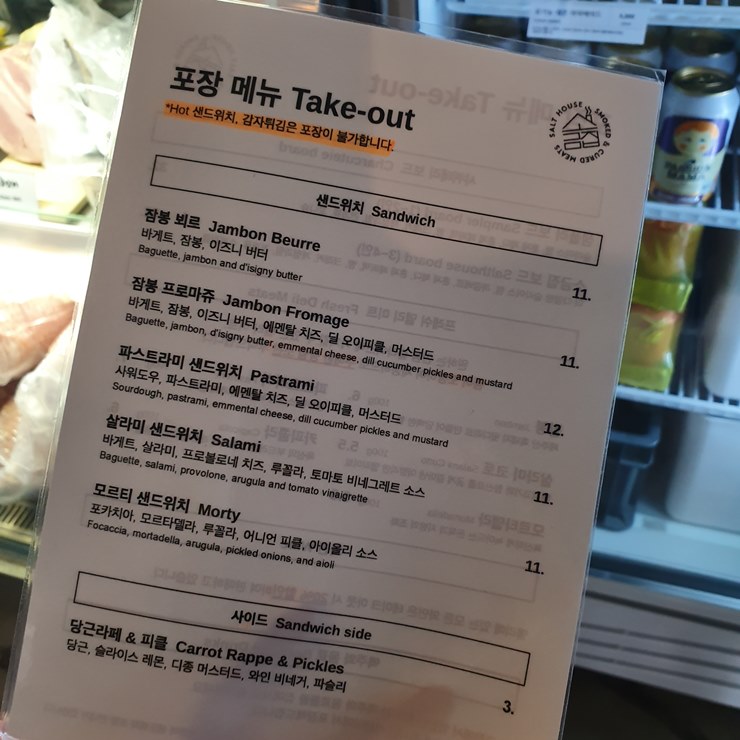 포장 메뉴 Take-out
*Hot 샌드위치, 감자튀김은 포장이 불가합니다.
SALT HOUSE SMOKED & CURED MEATS
샌드위치 Sandwich
잠봉 뵈르 Jambon Beurre
바게트, 잠봉, 이즈니 버터
Baguette, jambon and d'isigny butter
11.
잠봉 프로마쥬 Jambon Fromage
바게트, 잠봉, 이즈니 버터, 에멘탈 치즈, 딜 오이피클, 머스터드
Baguette, jambon, d'isigny butter, emmental cheese, dill cucumber pickles and mustard
11.
파스트라미 샌드위치 Pastrami
사워도우, 파스트라미, 에멘탈 치즈, 딜 오이피클, 머스터드
Sourdough, pastrami, emmental cheese, dill cucumber pickles and mustard
12.
살라미 샌드위치 Salami
바게트, 살라미, 프로볼로네 치즈, 루꼴라, 토마토 비네그레트 소스
Baguette, salami, provolone, arugula and tomato vinaigrette
11.
모르티 샌드위치 Morty
포카치아, 모르타델라, 루꼴라, 어니언 피클, 아이올리 소스
Focaccia, mortadella, arugula, pickled onions, and aioli
11.
사이드 Sandwich side
당근라페 & 피클 Carrot Rappe & Pickles
당근, 슬라이스 레몬, 디종 머스터드, 와인 비네거, 파슬리
3.